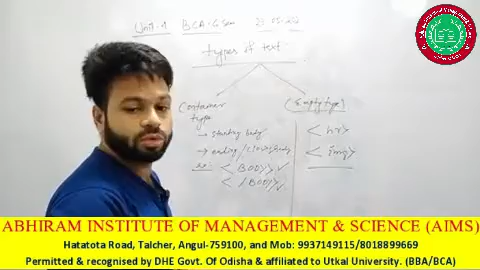 Unit-1 BCA-6 Sem
types of text
Container type
(Empty type)
→ starting body
<hr>
→ ending/closing body
<img>
ex: <BODY> ✓
</BODY> ✓
ABHIRAM INSTITUTE OF MANAGEMENT & SCIENCE (AIMS)
Hatatota Road, Talcher, Angul-759100, and Mob: 9937149115/8018899669
Permitted & recognised by DHE Govt. Of Odisha & affiliated to Utkal University. (BBA/BCA)